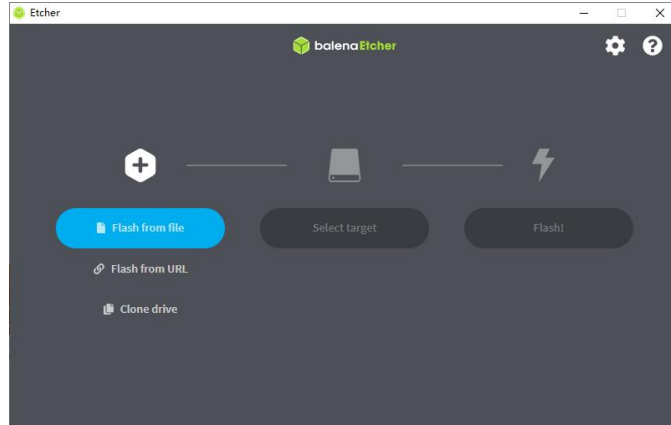 Etcher
balenaEtcher
Flash from file
Select target
Flash!
Flash from URL
Clone drive